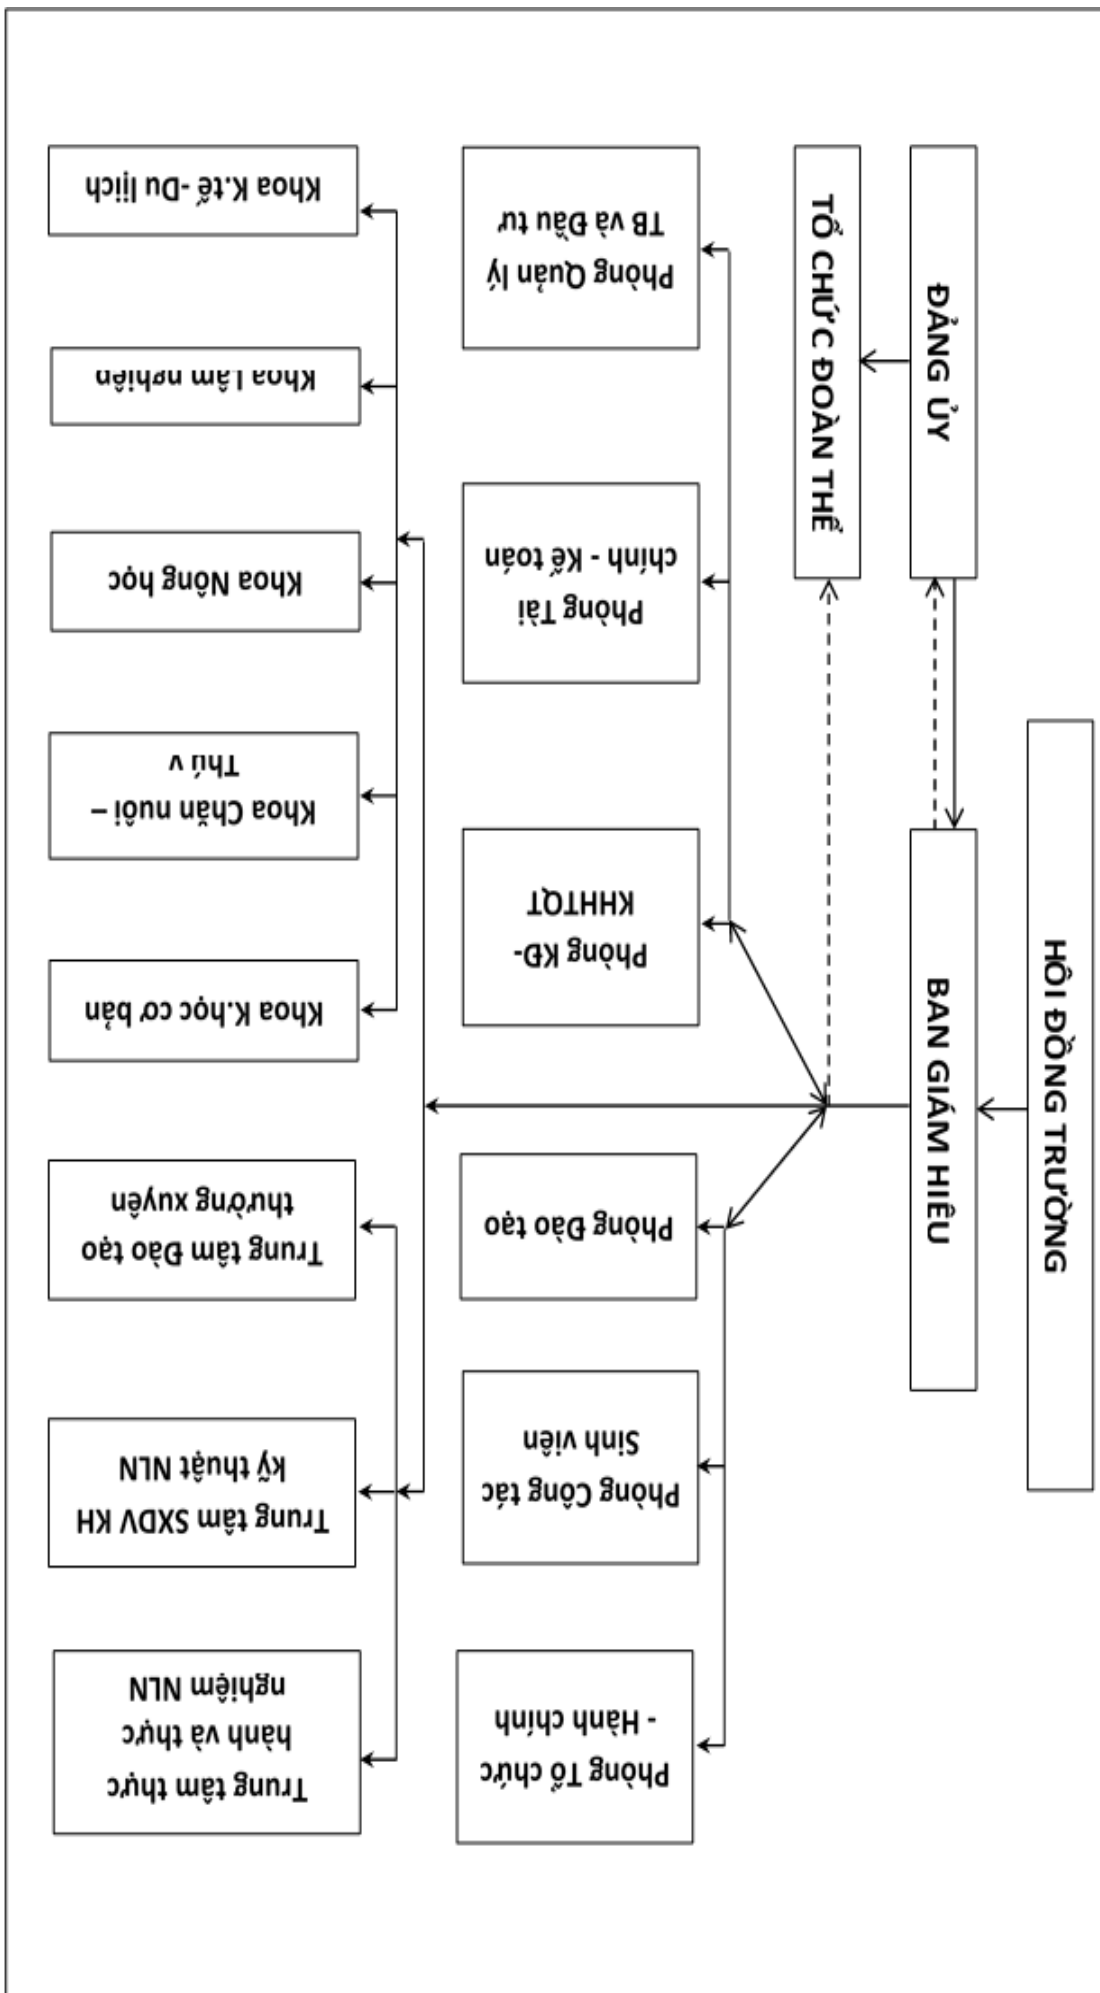 HÔI ĐỒNG TRƯỜNG
ĐẢNG ỦY
BAN GIÁM HIÊU
TỔ CHỨC ĐOÀN THỂ
Phòng Quản lý
TB và Đầu tư
Phòng Tài
chính - Kế toán
Phòng KĐ-
KHHTQT
Phòng Đào tạo
Phòng Công tác
Sinh viên
Phòng Tổ chức
- Hành chính
Khoa K.tế -Du lịich
Khoa Lâm nghiệp
Khoa Nông học
Khoa Chăn nuôi –
Thú v
Khoa K.học cơ bản
Trung tâm Đào tạo
thường xuyên
Trung tâm SXDV KH
kỹ thuật NLN
Trung tâm thực
hành và thực
nghiệm NLN